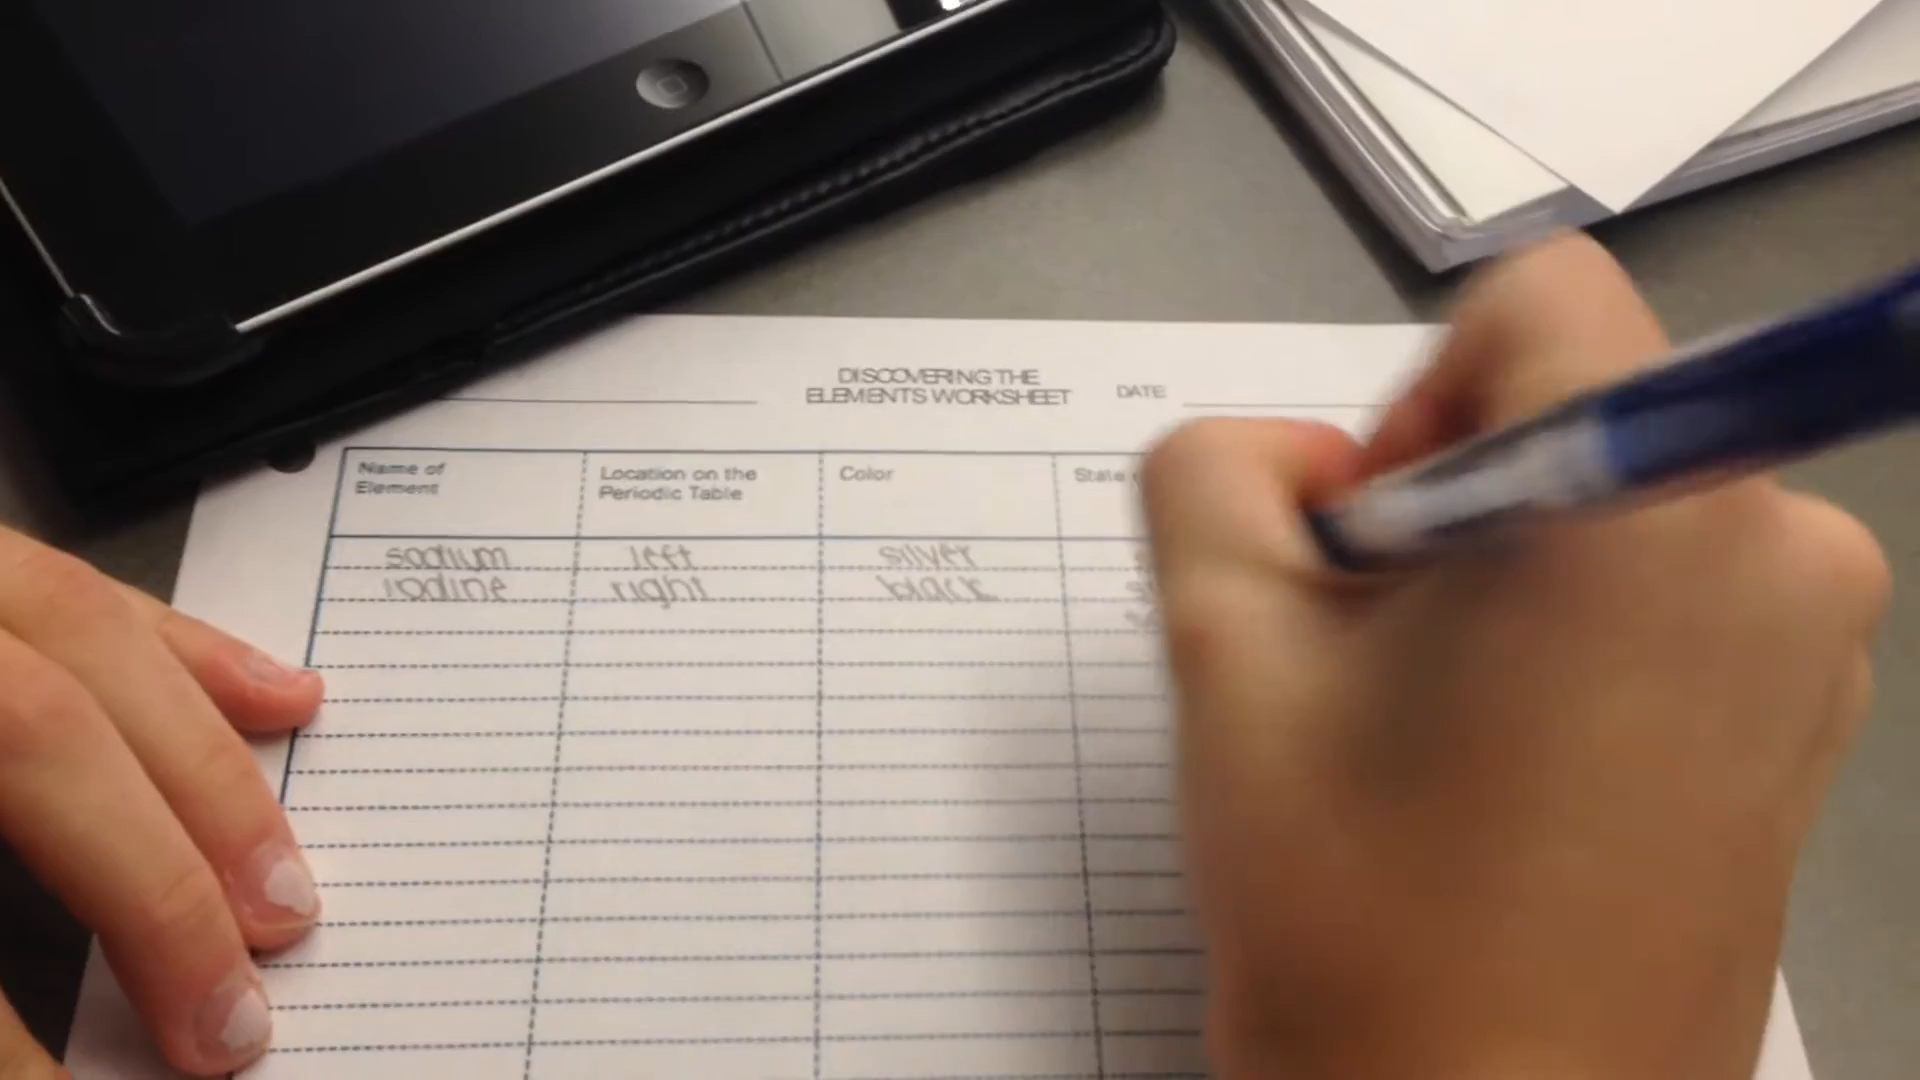 DISCOVERING THE
ELEMENTS WORKSHEET
DATE
Name of
Element
Location on the
Periodic Table
Color
State
sodium left silver
iodine right black